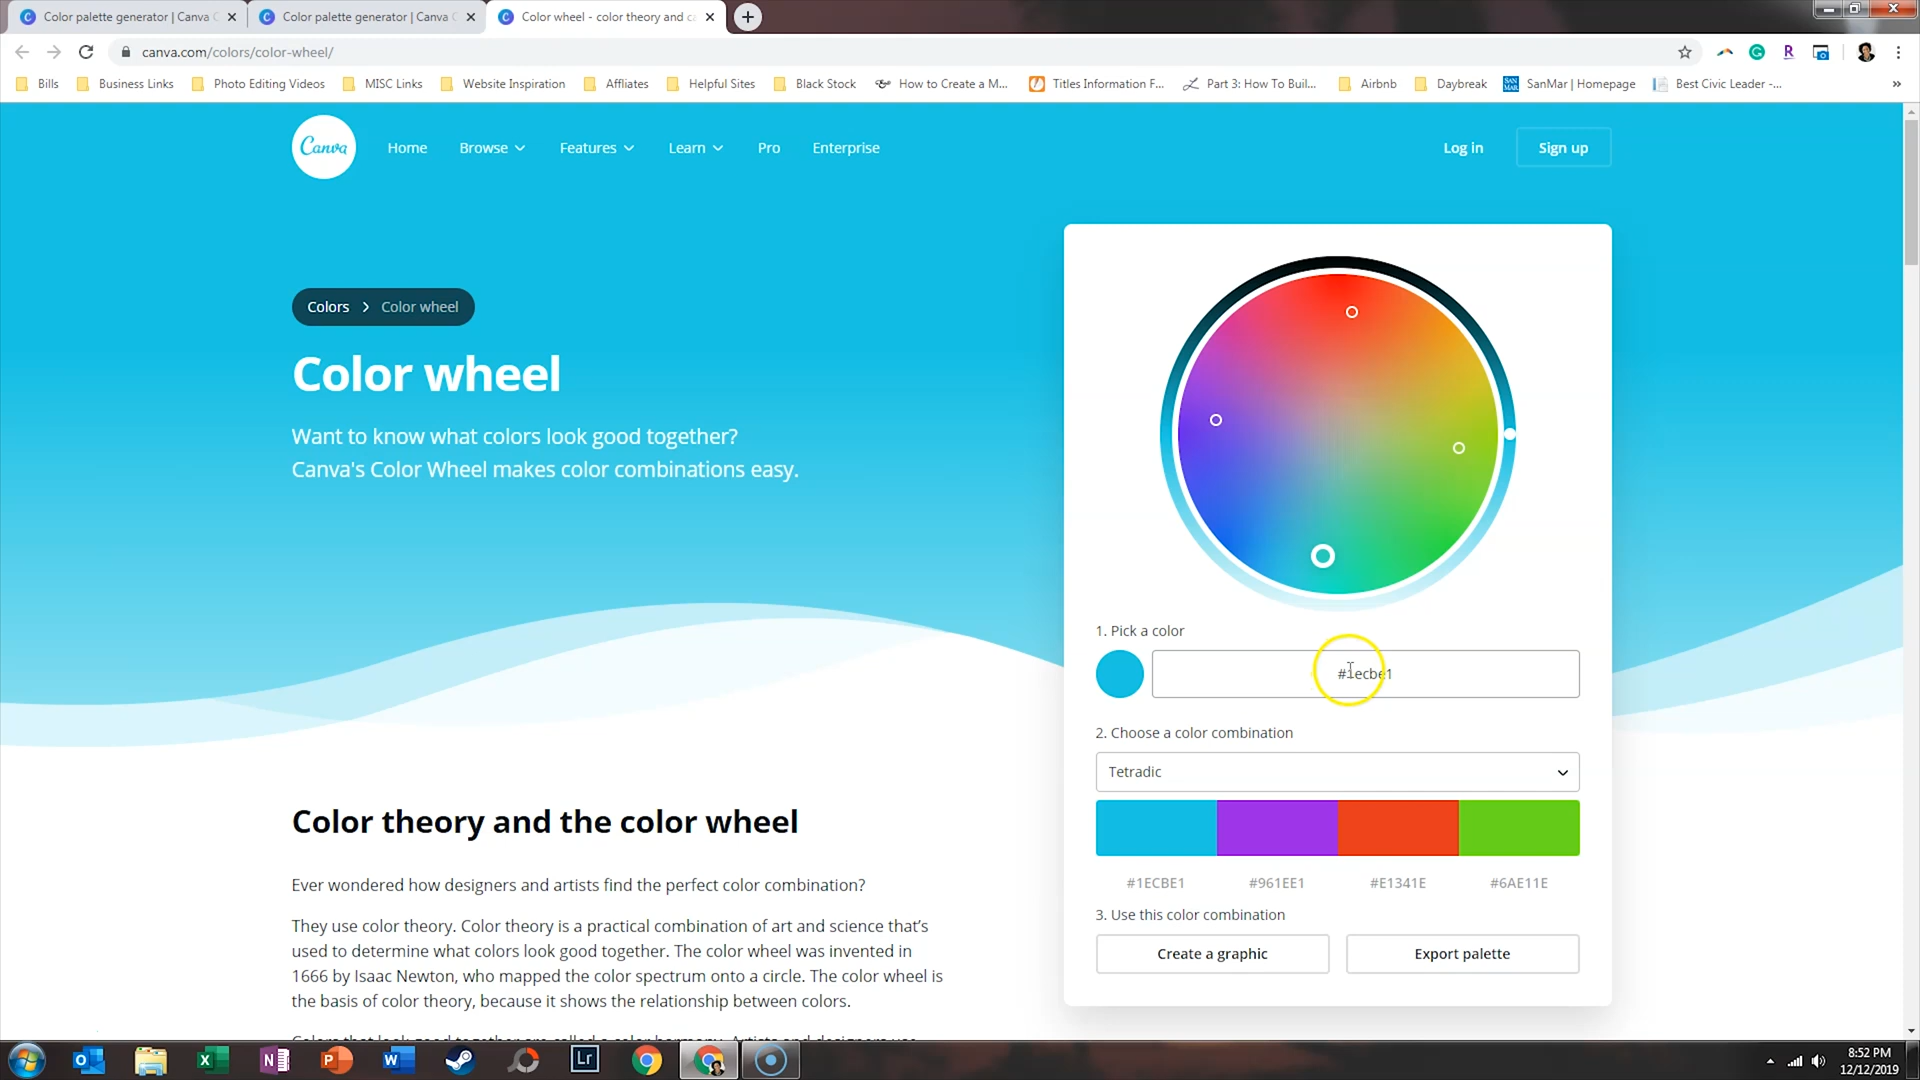 Color palette generator | Canva C
Color palette generator | Canva C
Color wheel - color theory and ca
canva.com/colors/color-wheel/
Bills
Business Links
Photo Editing Videos
MISC Links
Website Inspiration
Affliates
Helpful Sites
Black Stock
How to Create a M...
Titles Information F...
Part 3: How To Buil...
Airbnb
Daybreak
SanMar | Homepage
Best Civic Leader -...
Canva
Home
Browse
Features
Learn
Pro
Enterprise
Log in
Sign up
Colors > Color wheel
Color wheel
Want to know what colors look good together?
Canva's Color Wheel makes color combinations easy.
1. Pick a color
#1ecbe1
2. Choose a color combination
Tetradic
#1ECBE1
#961EE1
#E1341E
#6AE11E
3. Use this color combination
Create a graphic
Export palette
Color theory and the color wheel
Ever wondered how designers and artists find the perfect color combination?
They use color theory. Color theory is a practical combination of art and science that's
used to determine what colors look good together. The color wheel was invented in
1666 by Isaac Newton, who mapped the color spectrum onto a circle. The color wheel is
the basis of color theory, because it shows the relationship between colors.
8:52 PM
12/12/2019